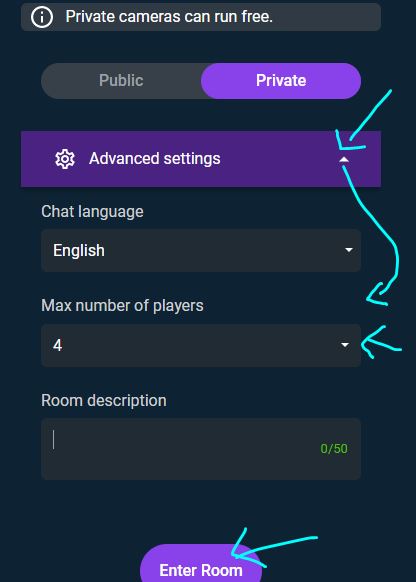 Private cameras can run free.
Public
Private
Advanced settings
Chat language
English
Max number of players
4
Room description
0/50
Enter Room